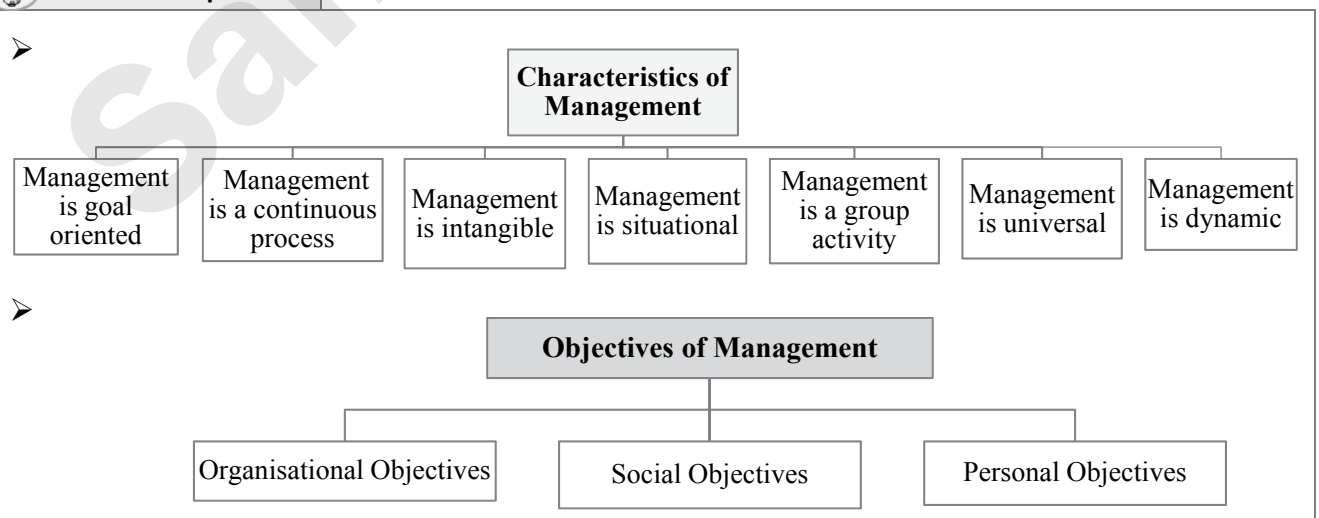 ➢
Characteristics of
Management
Management
is goal
oriented
Management
is a continuous
process
Management
is intangible
Management
is situational
Management
is a group
activity
Management
is universal
Management
is dynamic
➢
Objectives of Management
Organisational Objectives
Social Objectives
Personal Objectives